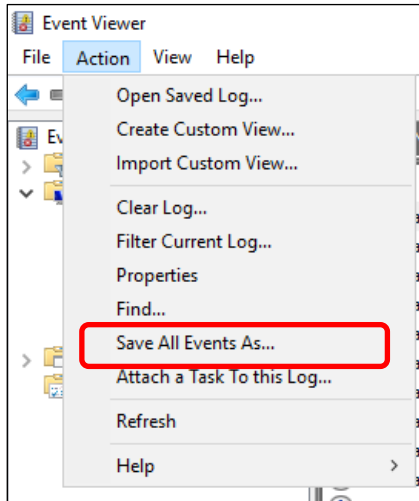 Event Viewer
File Action View Help
Open Saved Log...
Create Custom View...
Import Custom View...
Clear Log...
Filter Current Log...
Properties
Find...
Save All Events As...
Attach a Task To this Log...
Refresh
Help